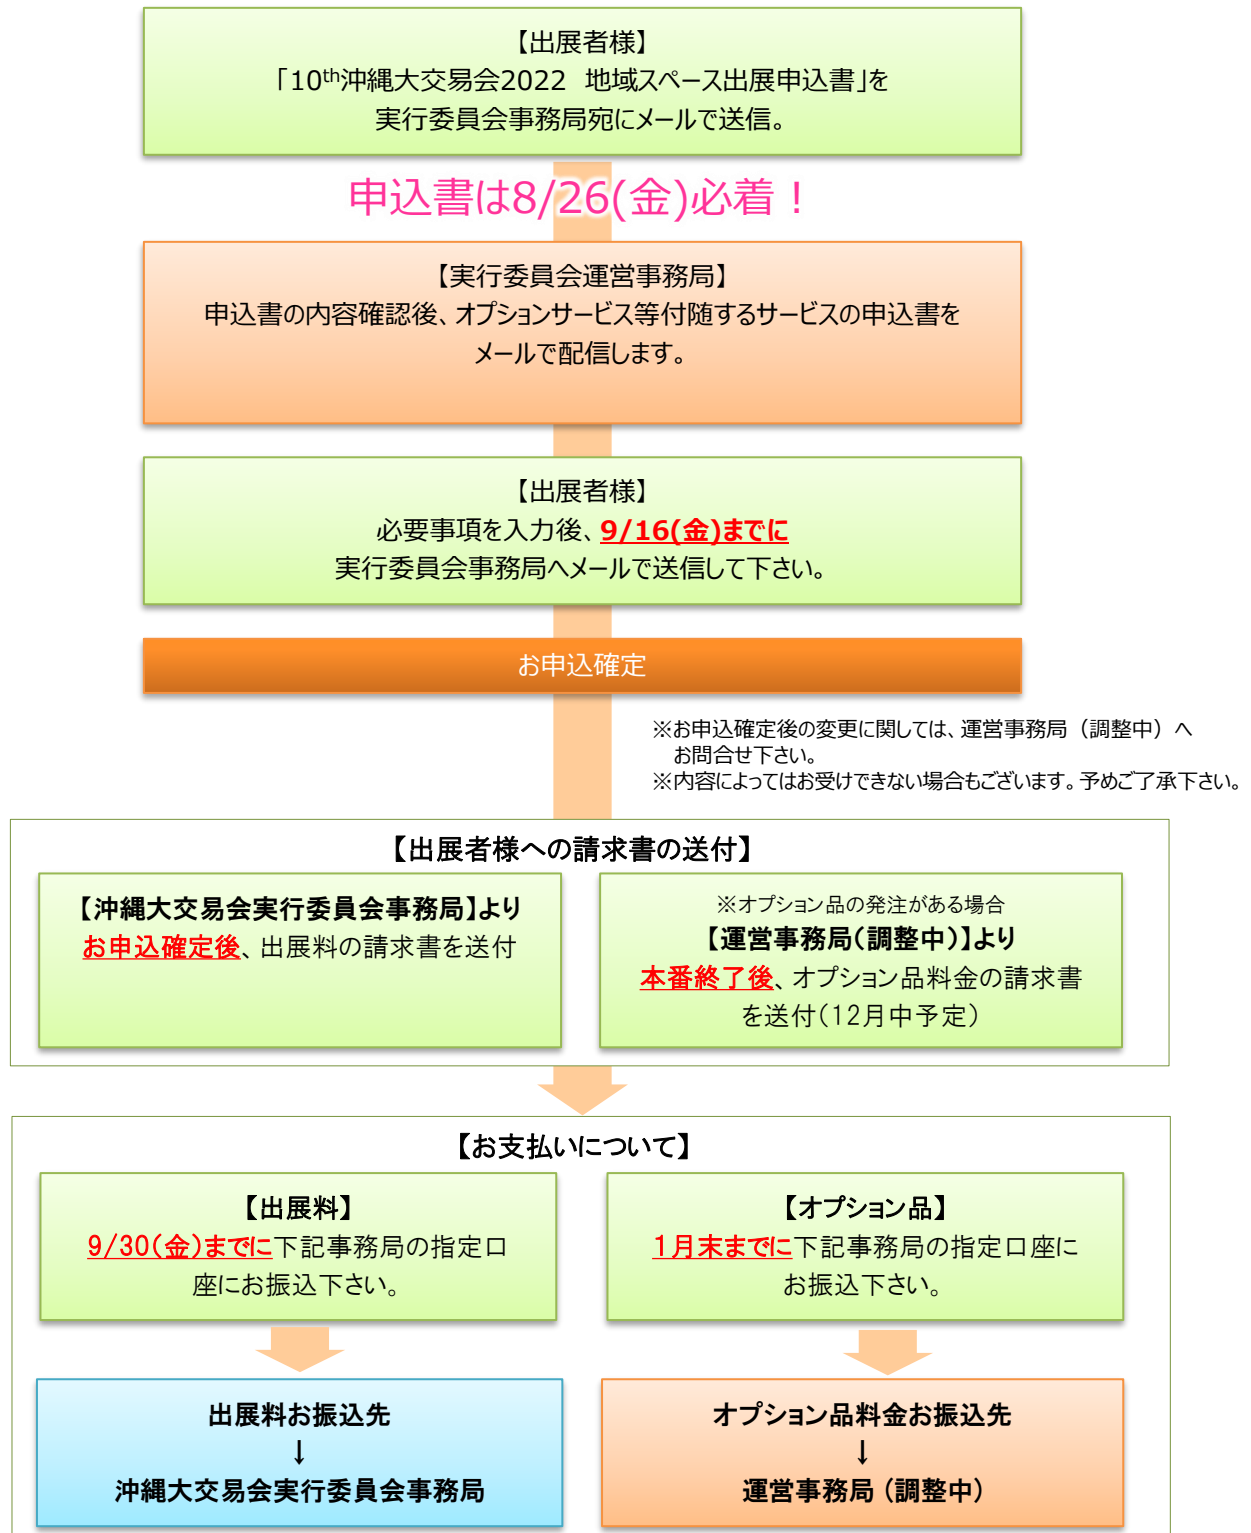 【出展者様】
「10th沖縄大交易会2022　地域スペース出展申込書」を
実行委員会事務局宛にメールで送信。
申込書は8/26(金)必着！
【実行委員会運営事務局】
申込書の内容確認後、オプションサービス等付随するサービスの申込書を
メールで配信します。
【出展者様】
必要事項を入力後、9/16(金)までに
実行委員会事務局へメールで送信して下さい。
お申込確定
※お申込確定後の変更に関しては、運営事務局（調整中）へ
お問合せ下さい。
※内容によってはお受けできない場合もございます。予めご了承下さい。
【出展者様への請求書の送付】
【沖縄大交易会実行委員会事務局】より
お申込確定後、出展料の請求書を送付
※オプション品の発注がある場合
【運営事務局（調整中）】より
本番終了後、オプション品料金の請求書
を送付（12月中予定）
【お支払いについて】
【出展料】
9/30（金）までに下記事務局の指定口
座にお振込下さい。
【オプション品】
1月末までに下記事務局の指定口座に
お振込下さい。
出展料お振込先
↓
沖縄大交易会実行委員会事務局
オプション品料金お振込先
↓
運営事務局（調整中）